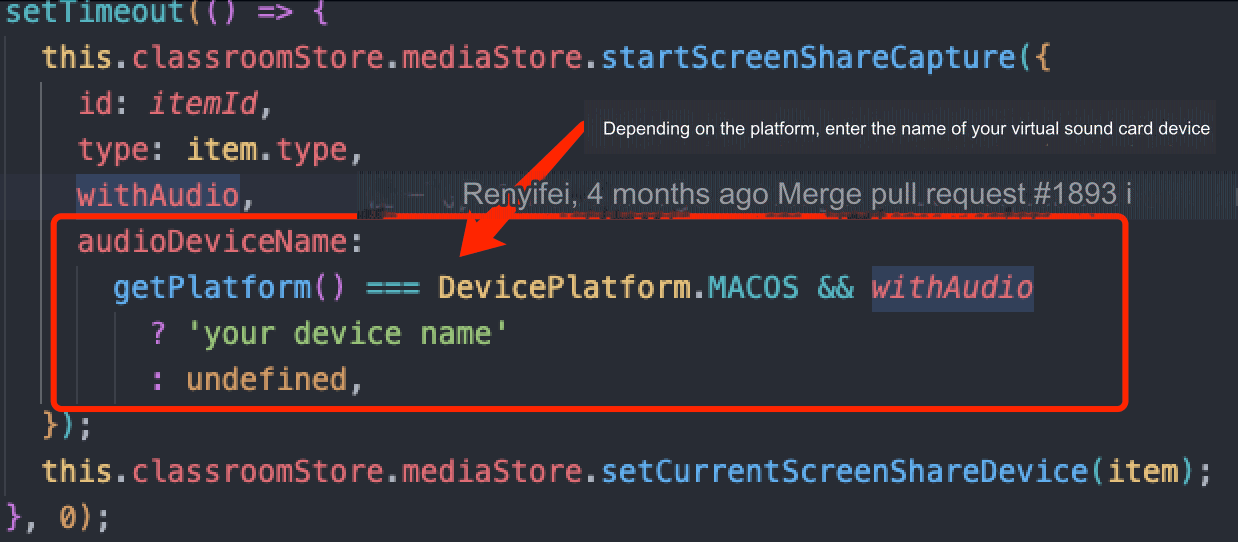 setTimeout(() => {
this.classroomStore.mediaStore.startScreenShareCapture({
id: itemId,
Depending on the platform, enter the name of your virtual sound card device
type: item.type,
withAudio, Renyifei, 4 months ago Merge pull request #1893 i
audioDeviceName:
getPlatform() === DevicePlatform.MACOS && withAudio
? 'your device name'
: undefined,
});
this.classroomStore.mediaStore.setCurrentScreenShareDevice(item);
}, 0);